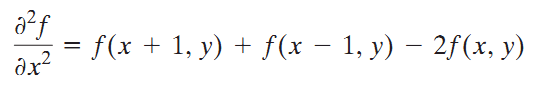 ∂²f/∂x² = f(x + 1, y) + f(x − 1, y) − 2f(x, y)